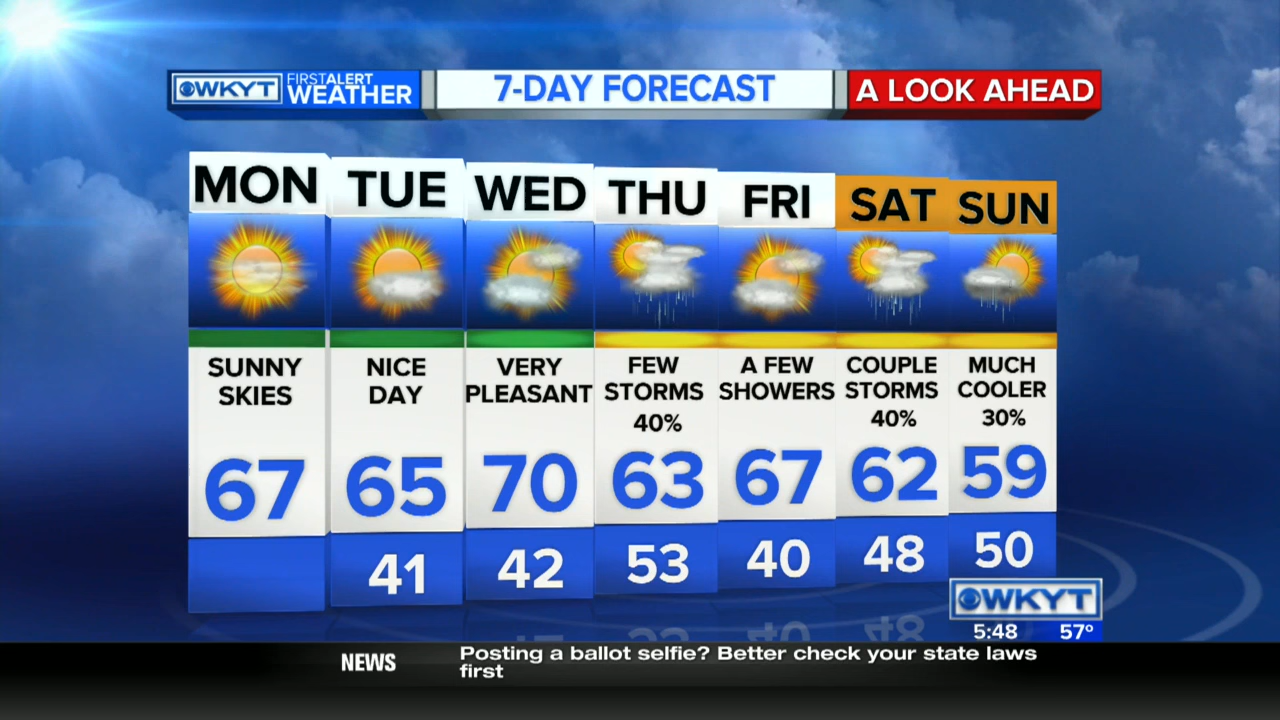 WKYT FIRST ALERT WEATHER
7-DAY FORECAST
A LOOK AHEAD
MON TUE WED THU FRI SAT SUN
SUNNY SKIES
NICE DAY
VERY PLEASANT
FEW STORMS 40%
A FEW SHOWERS
COUPLE STORMS 40%
MUCH COOLER 30%
67 65 70 63 67 62 59
41 42 53 40 48 50
WKYT
5:48 57°
NEWS
Posting a ballot selfie? Better check your state laws
first